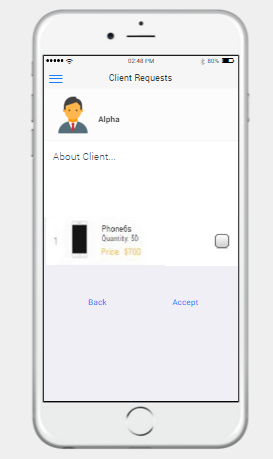 02:48 PM 80%
Client Requests
Alpha
About Client...
1
Phone6s
Quantity: 50
Price: $700
Back Accept